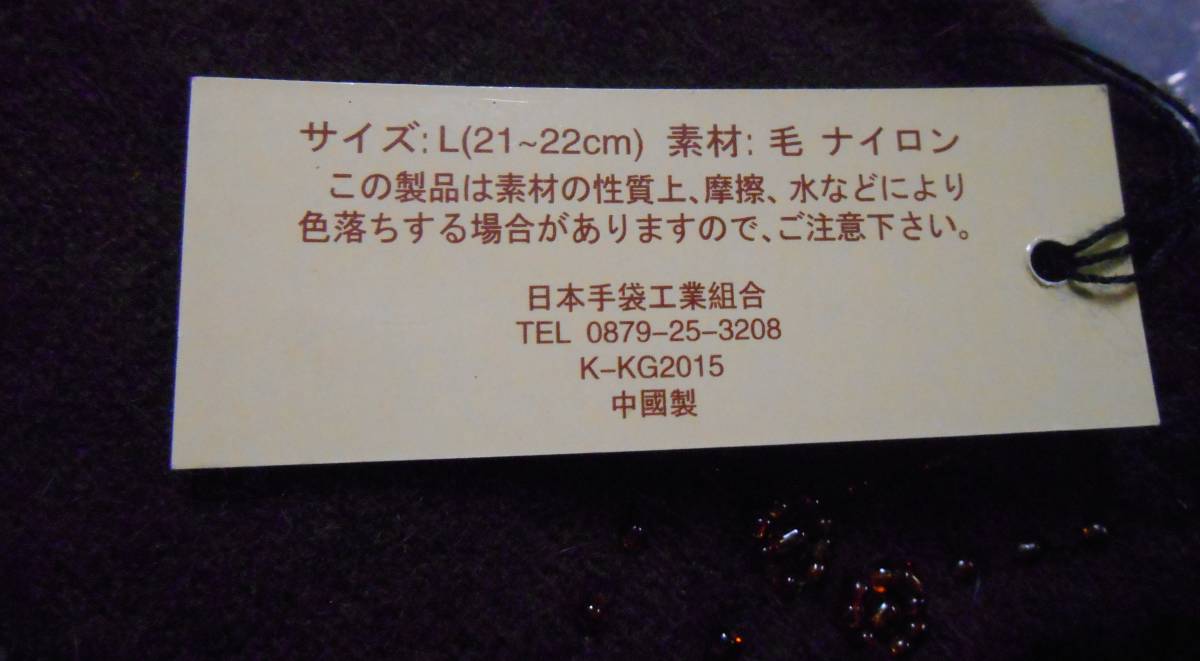 サイズ: L(21~22cm) 素材: 毛 ナイロン
この製品は素材の性質上、摩擦、水などにより
色落ちする場合がありますので、ご注意下さい。
日本手袋工業組合
TEL 0879-25-3208
K-KG2015
中國製